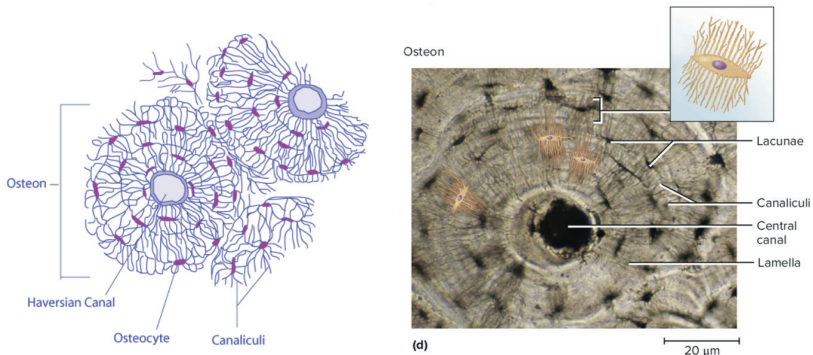 Osteon
Haversian Canal
Osteocyte
Canaliculi
Osteon
Lacunae
Canaliculi
Central
canal
Lamella
(d)
20 µm